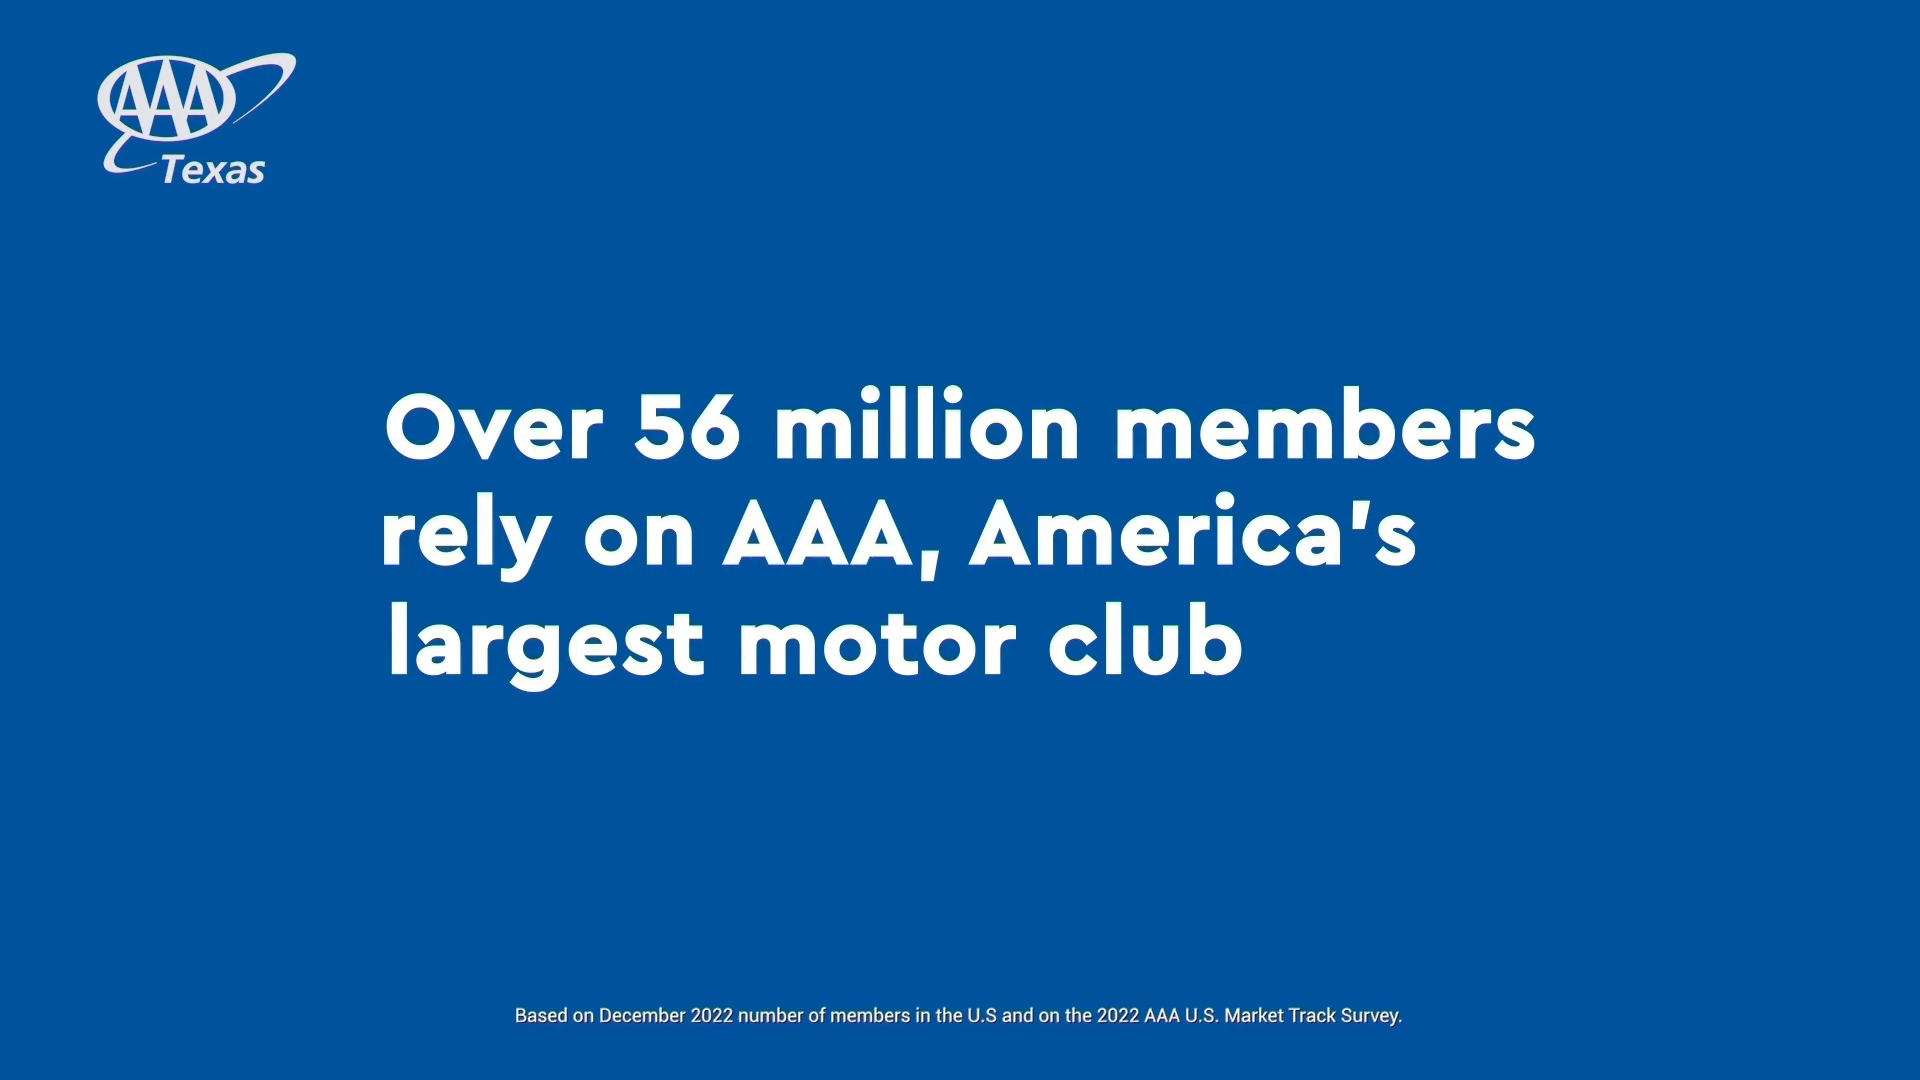 AAA
Texas
Over 56 million members
rely on AAA, America's
largest motor club
Based on December 2022 number of members in the U.S and on the 2022 AAA U.S. Market Track Survey.